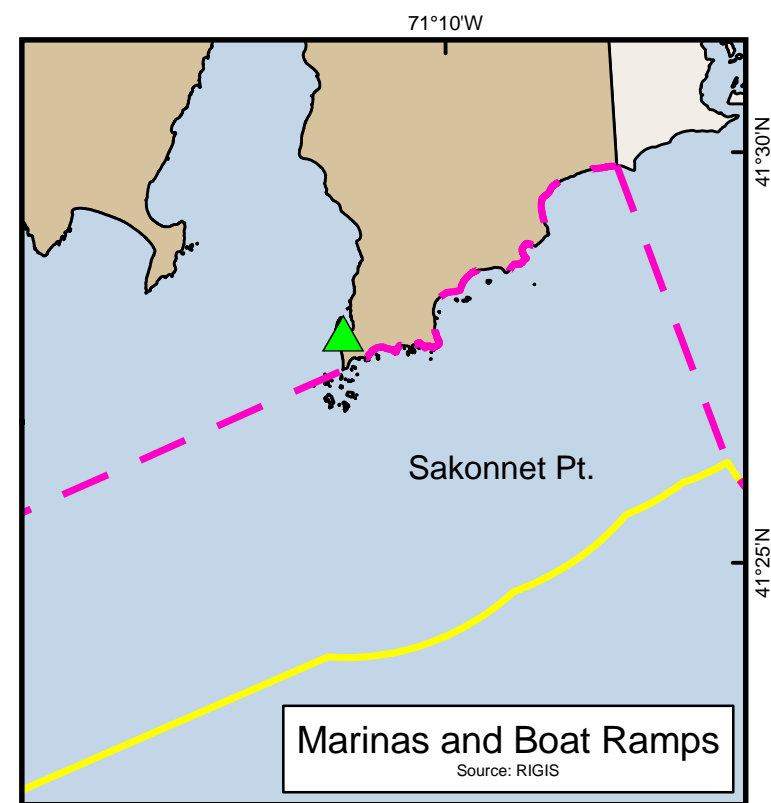 71°10'W
41°30'N
Sakonnet Pt.
41°25'N
Marinas and Boat Ramps
Source: RIGIS